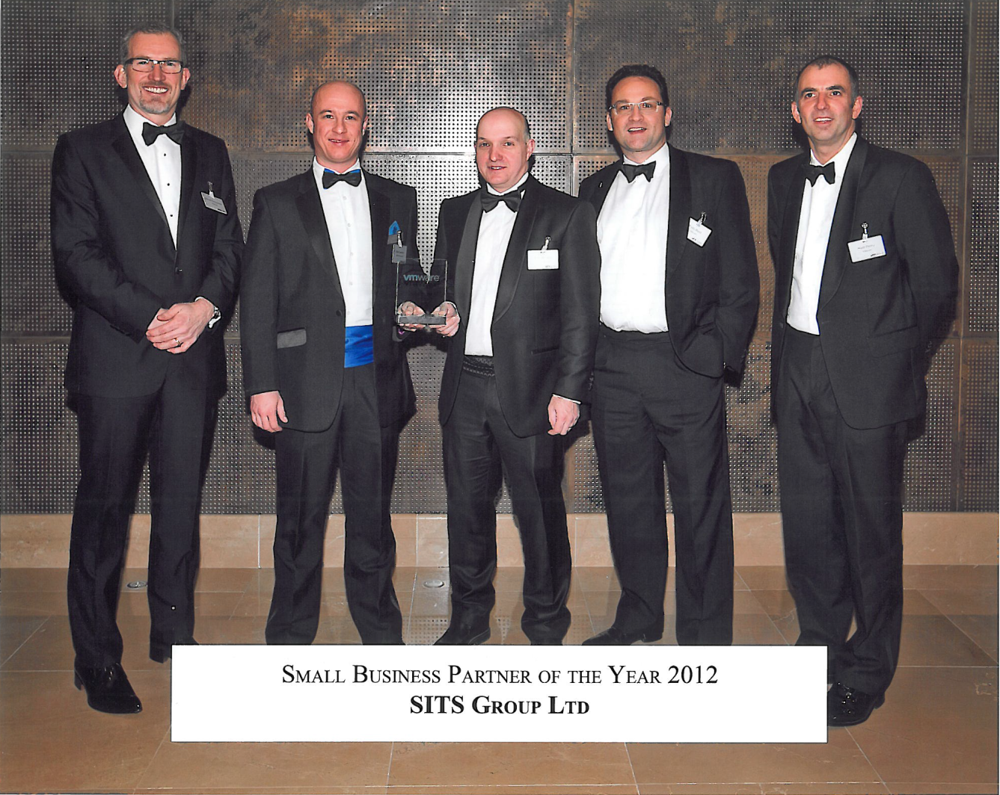 vmware
SMALL BUSINESS PARTNER OF THE YEAR 2012
SITS GROUP LTD